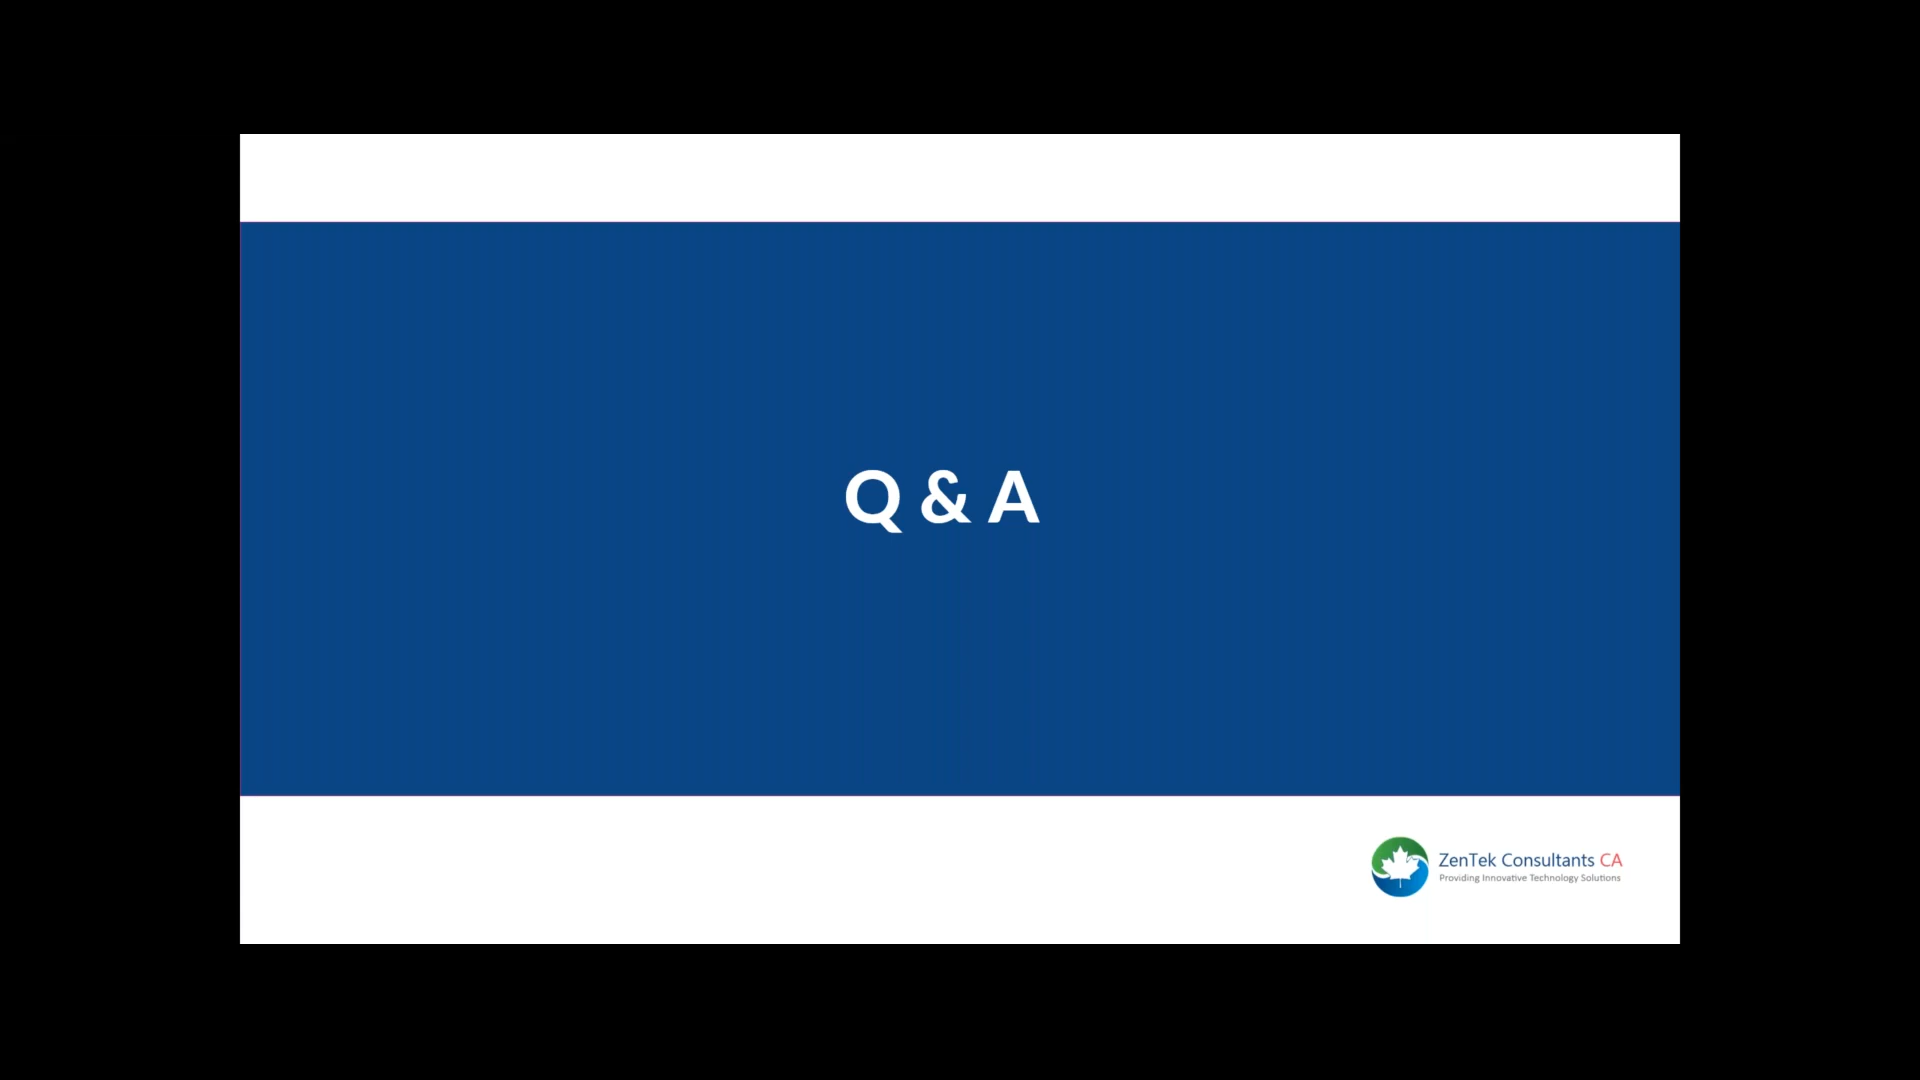 Q & A
ZenTek Consultants CA
Providing Innovative Technology Solutions